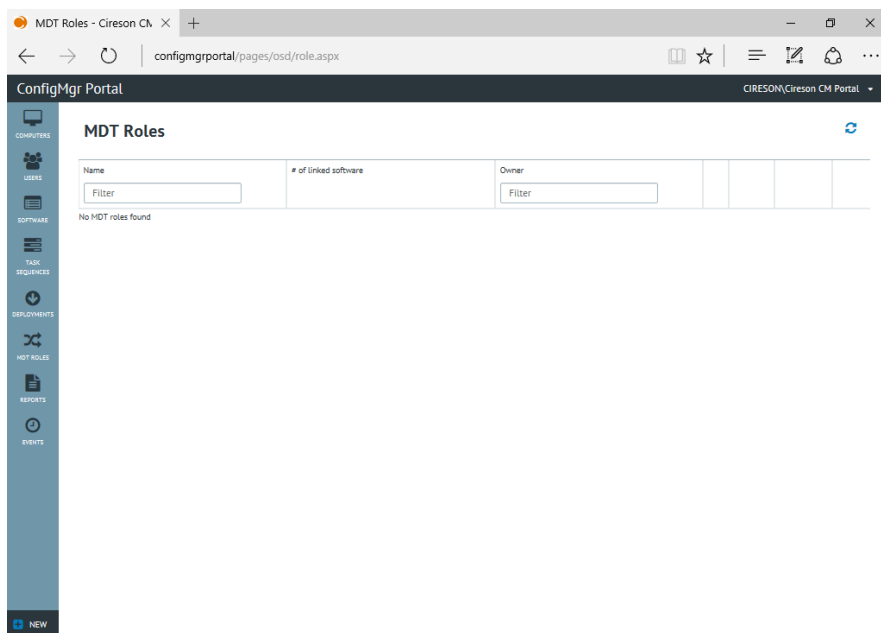 MDT Roles - Cireson CM
configmgrportal/pages/osd/role.aspx
ConfigMgr Portal
CIRESON\Cireson CM Portal
COMPUTERS
USERS
SOFTWARE
TASK
SEQUENCES
DEPLOYMENTS
MDT ROLES
REPORTS
EVENTS
NEW
MDT Roles
Name
# of linked software
Owner
Filter
Filter
No MDT roles found